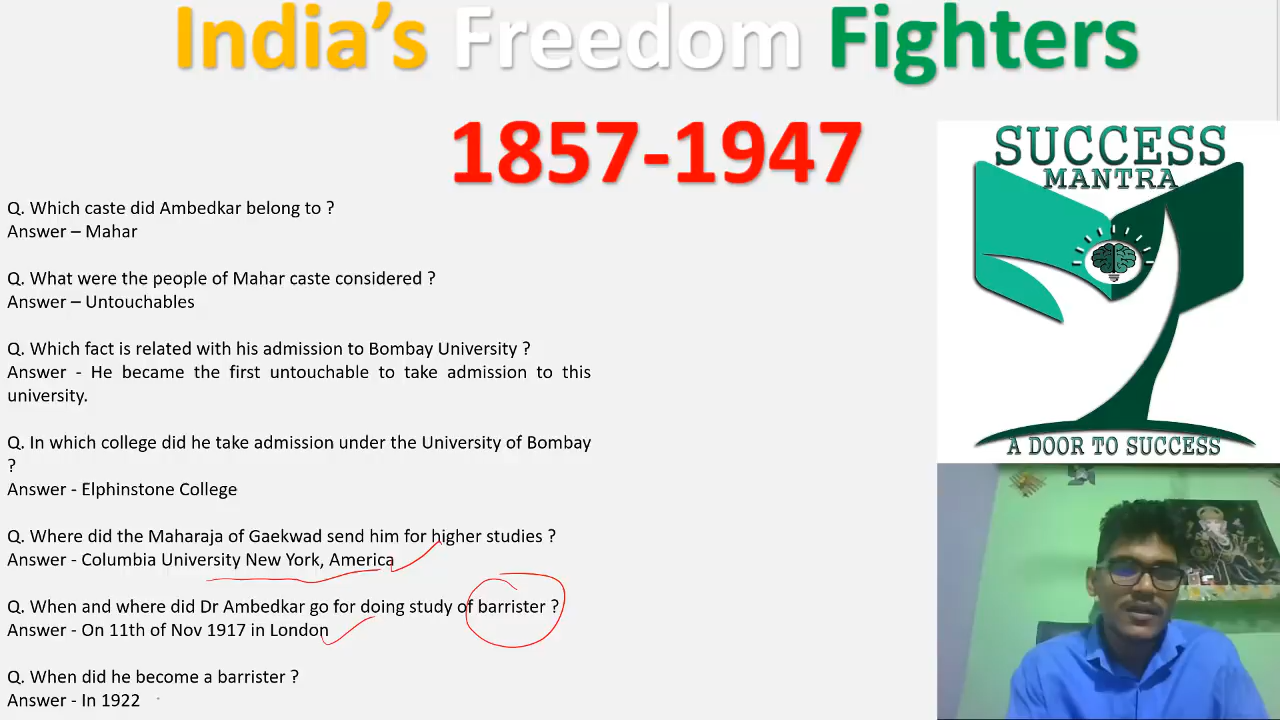 India's Freedom Fighters
1857-1947
SUCCESS
MANTRA
A DOOR TO SUCCESS
Q. Which caste did Ambedkar belong to ?
Answer – Mahar
Q. What were the people of Mahar caste considered ?
Answer – Untouchables
Q. Which fact is related with his admission to Bombay University ?
Answer - He became the first untouchable to take admission to this
university.
Q. In which college did he take admission under the University of Bombay
?
Answer - Elphinstone College
Q. Where did the Maharaja of Gaekwad send him for higher studies ?
Answer - Columbia University New York, America
Q. When and where did Dr Ambedkar go for doing study of barrister ?
Answer - On 11th of Nov 1917 in London
Q. When did he become a barrister ?
Answer - In 1922